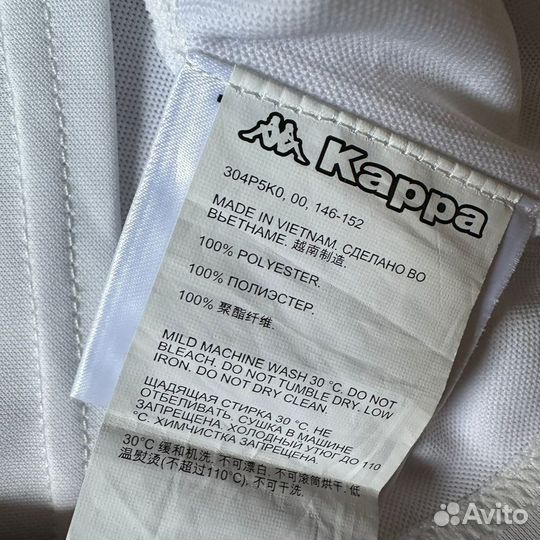 Kappa
304P5K0, 00, 146-152
MADE IN VIETNAM. СДЕЛАНО ВО
ВЬЕТНАМЕ. 越南制造.
100% POLYESTER.
100% ПОЛИЭСТЕР.
100% 聚酯纤维.
MILD MACHINE WASH 30 °C. DO NOT
BLEACH. DO NOT TUMBLE DRY. LOW
IRON. DO NOT DRY CLEAN.
ЩАДЯЩАЯ СТИРКА 30 °С. НЕ
ОТБЕЛИВАТЬ. СУШКА В МАШИНЕ
ЗАПРЕЩЕНА. ХОЛОДНЫЙ УТЮГ ДО 110
°С. ХИМЧИСТКА ЗАПРЕЩЕНА.
30°C 缓和机洗. 不可漂白. 不可滚筒烘干. 低
温熨烫(不超过110°C), 不可干洗.
Avito